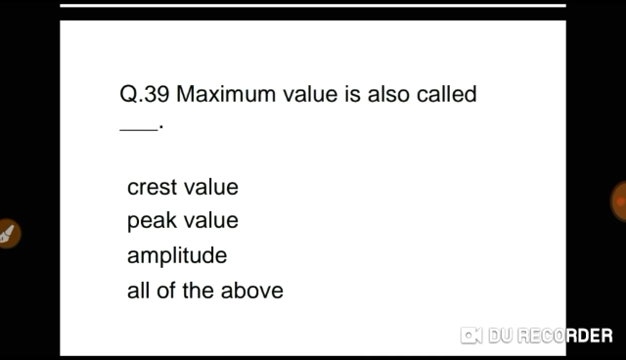 Q.39 Maximum value is also called
___.
crest value
peak value
amplitude
all of the above
DU RECORDER